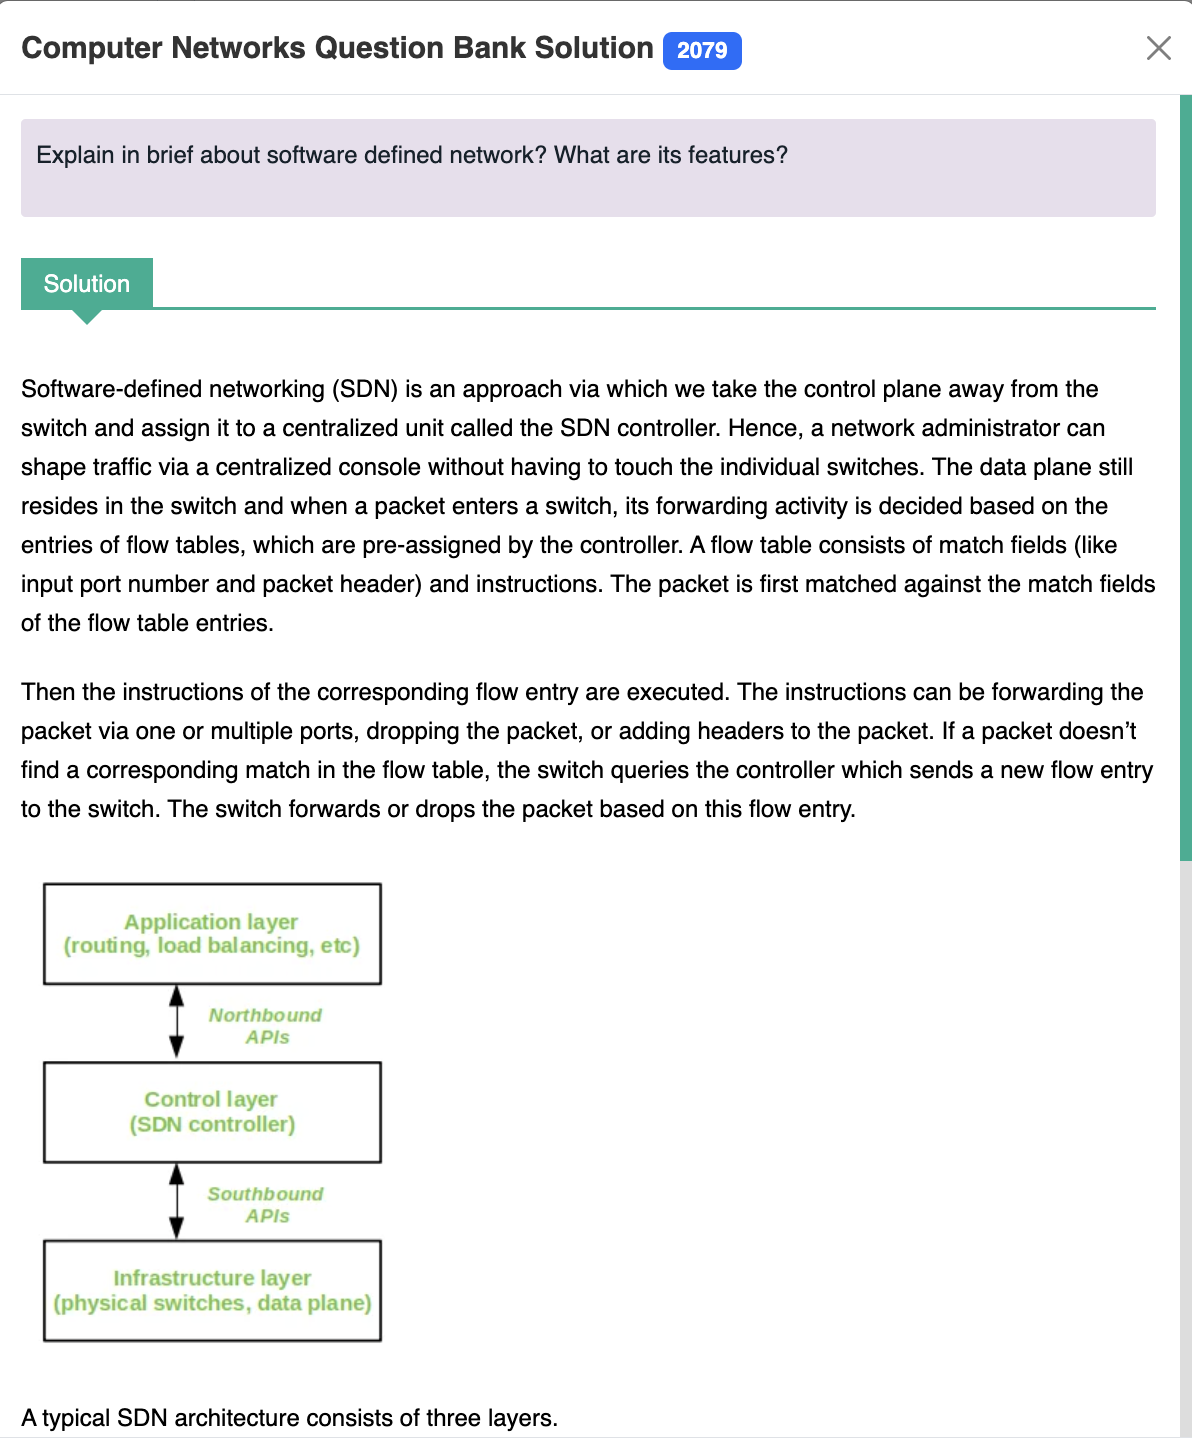 Computer Networks Question Bank Solution 2079
Explain in brief about software defined network? What are its features?
Solution
Software-defined networking (SDN) is an approach via which we take the control plane away from the
switch and assign it to a centralized unit called the SDN controller. Hence, a network administrator can
shape traffic via a centralized console without having to touch the individual switches. The data plane still
resides in the switch and when a packet enters a switch, its forwarding activity is decided based on the
entries of flow tables, which are pre-assigned by the controller. A flow table consists of match fields (like
input port number and packet header) and instructions. The packet is first matched against the match fields
of the flow table entries.
Then the instructions of the corresponding flow entry are executed. The instructions can be forwarding the
packet via one or multiple ports, dropping the packet, or adding headers to the packet. If a packet doesn’t
find a corresponding match in the flow table, the switch queries the controller which sends a new flow entry
to the switch. The switch forwards or drops the packet based on this flow entry.
Application layer
(routing, load balancing, etc)
Northbound
APIs
Control layer
(SDN controller)
Southbound
APIs
Infrastructure layer
(physical switches, data plane)
A typical SDN architecture consists of three layers.